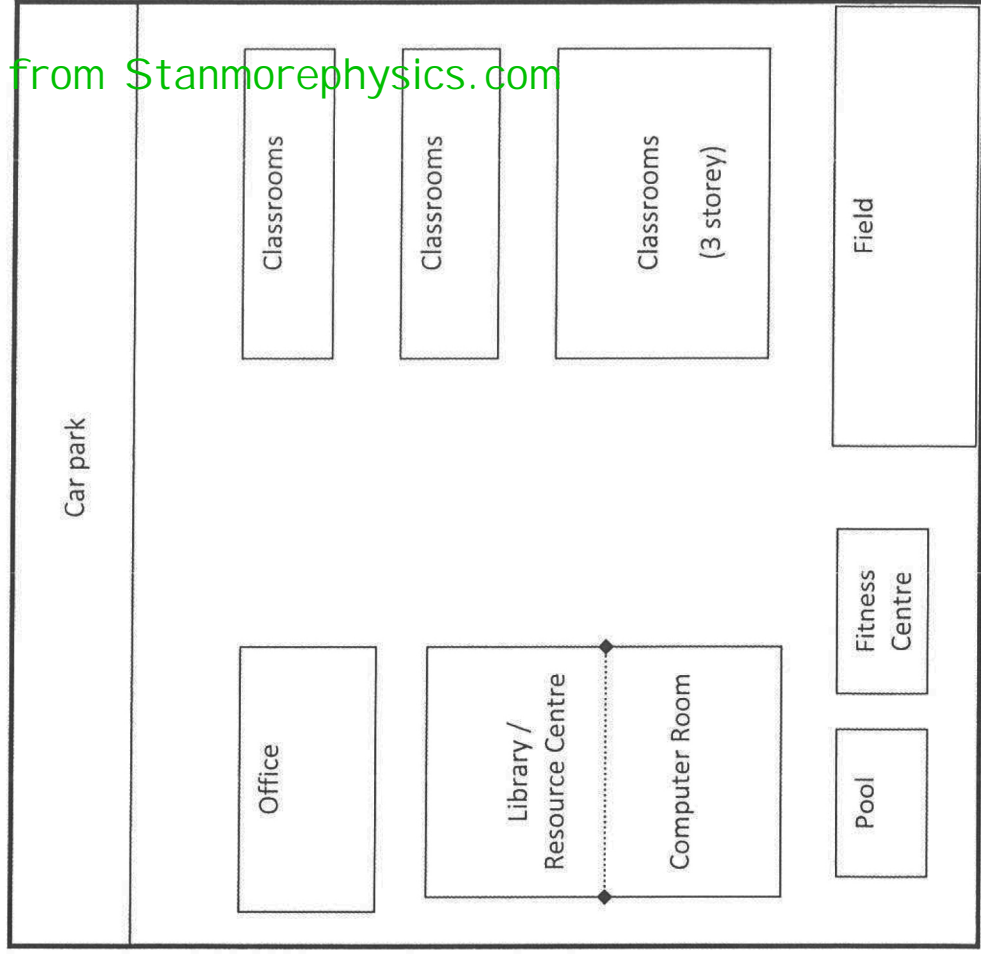 from Stanmorephysics.com
Car park
Office
Classrooms
Classrooms
Library /
Resource Centre
Computer Room
Classrooms
(3 storey)
Pool
Fitness
Centre
Field